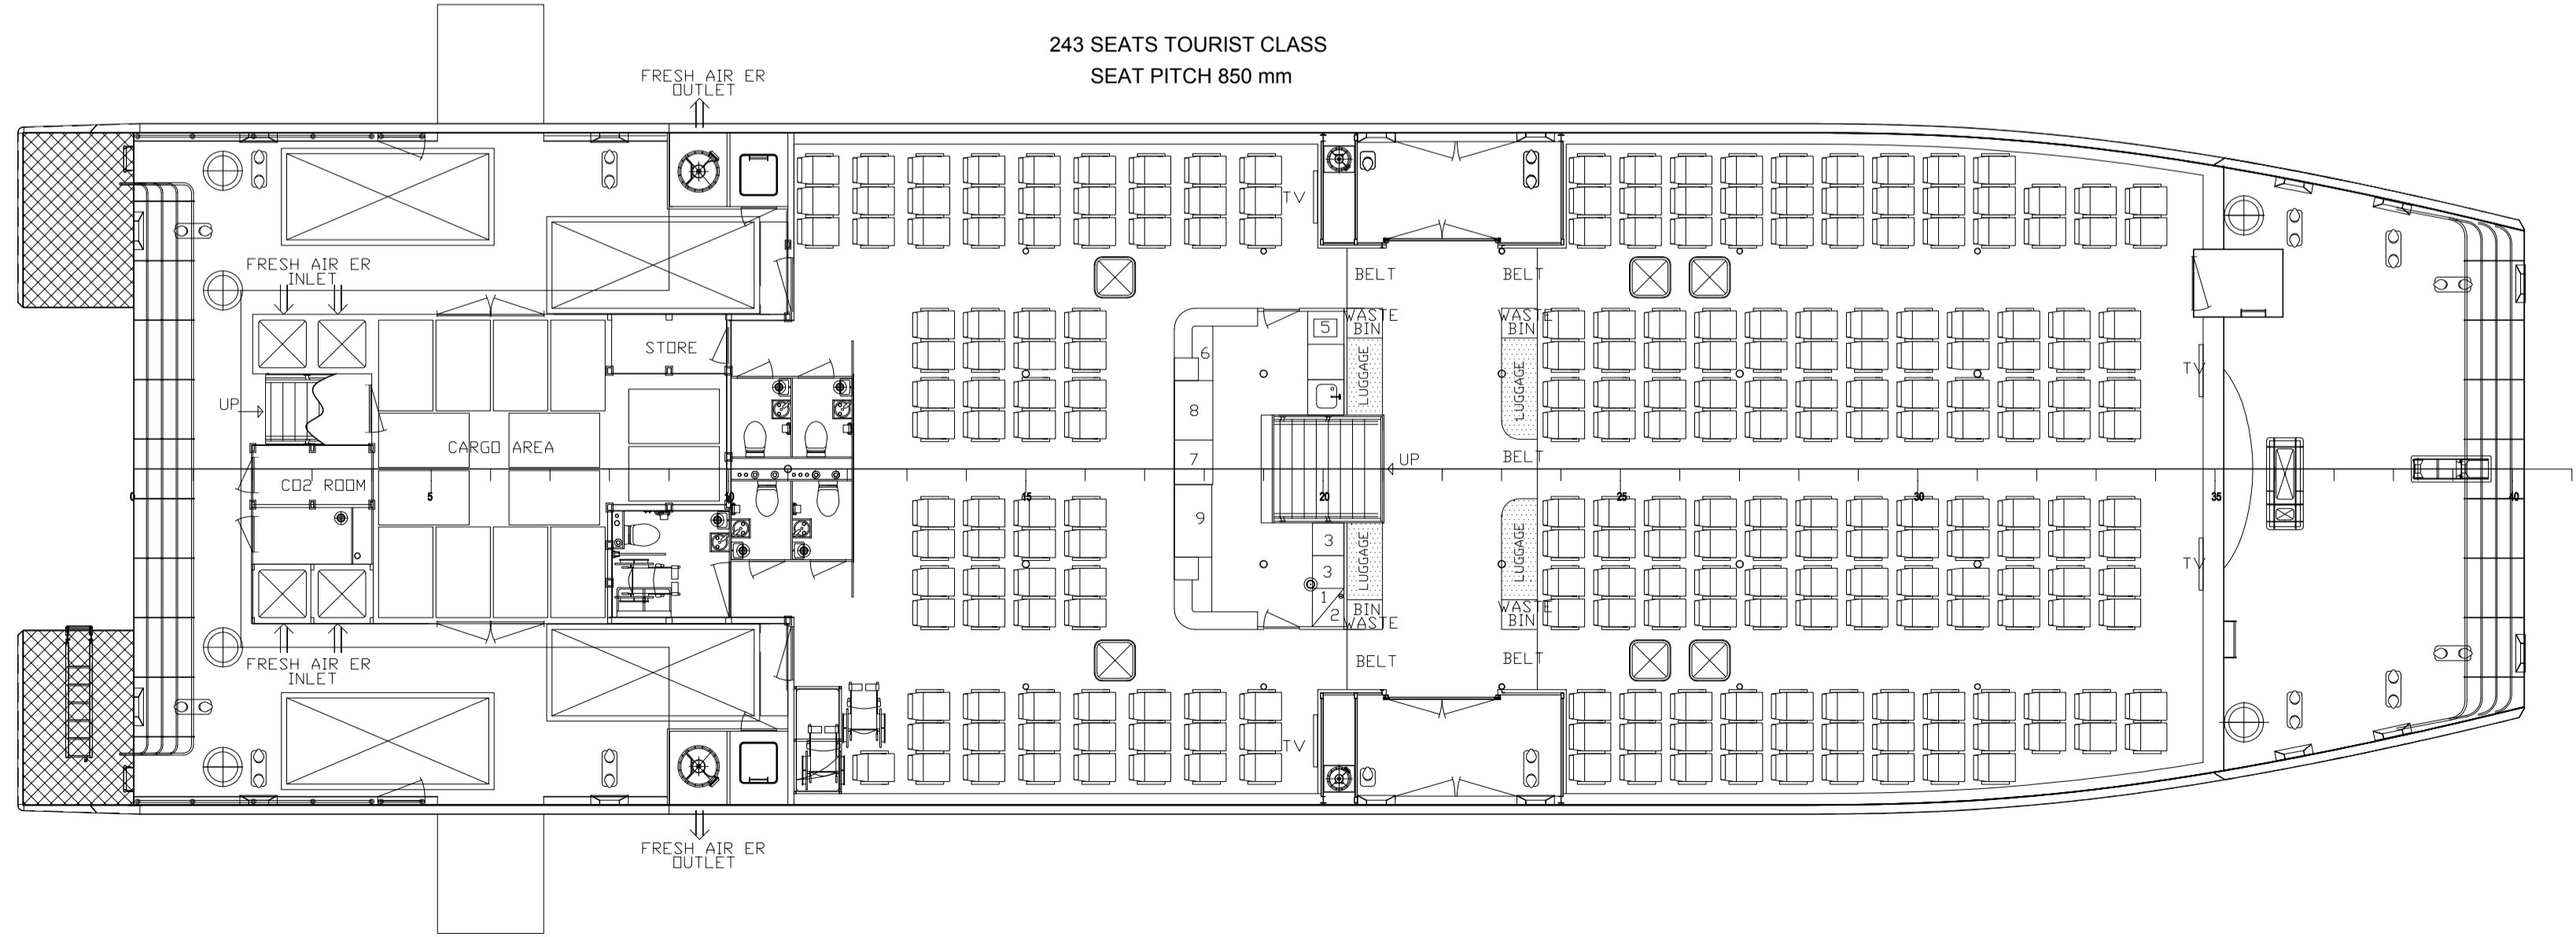 243 SEATS TOURIST CLASS
SEAT PITCH 850 mm
FRESH AIR ER
OUTLET
FRESH AIR ER
INLET
TV
BELT
BELT
WASTE
BIN
WASTE
BIN
STORE
5
6
LUGGAGE
LUGGAGE
TV
UP
8
CARGO AREA
7
UP
BELT
CO2 ROOM
0
5
10
15
20
25
30
35
40
9
3
LUGGAGE
LUGGAGE
3
TV
1
2
BIN
WASTE
WASTE
BIN
FRESH AIR ER
INLET
BELT
BELT
TV
FRESH AIR ER
OUTLET